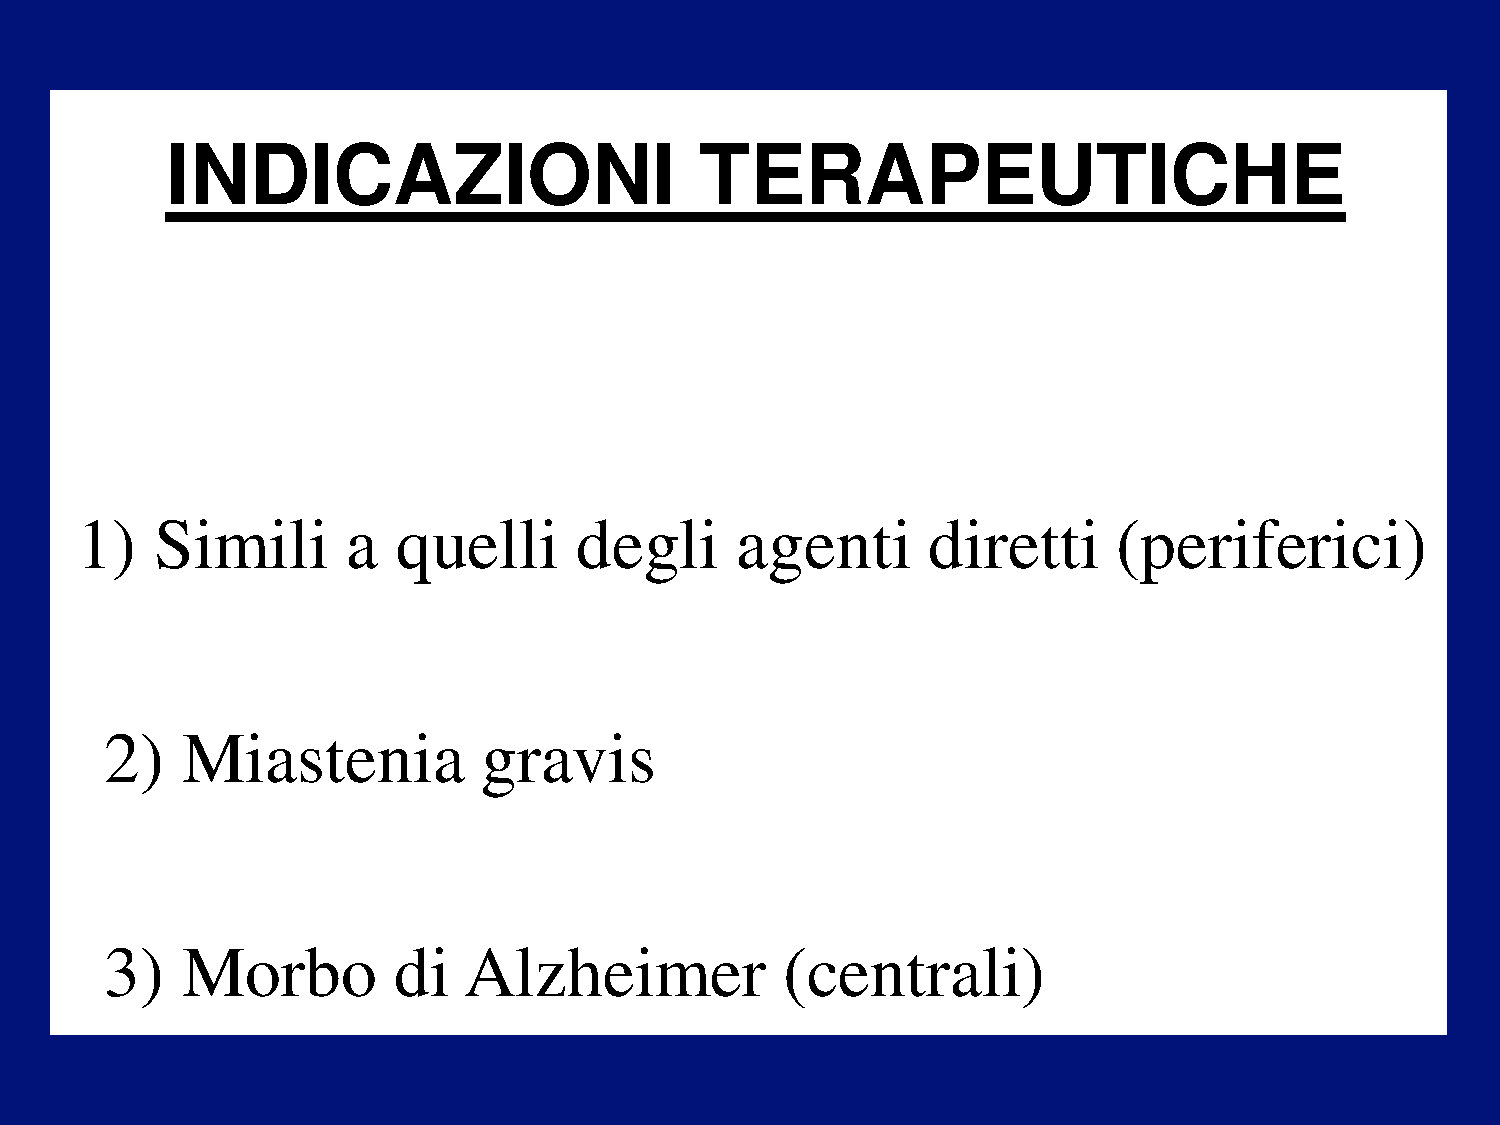 INDICAZIONI TERAPEUTICHE
1) Simili a quelli degli agenti diretti (periferici)
2) Miastenia gravis
3) Morbo di Alzheimer (centrali)